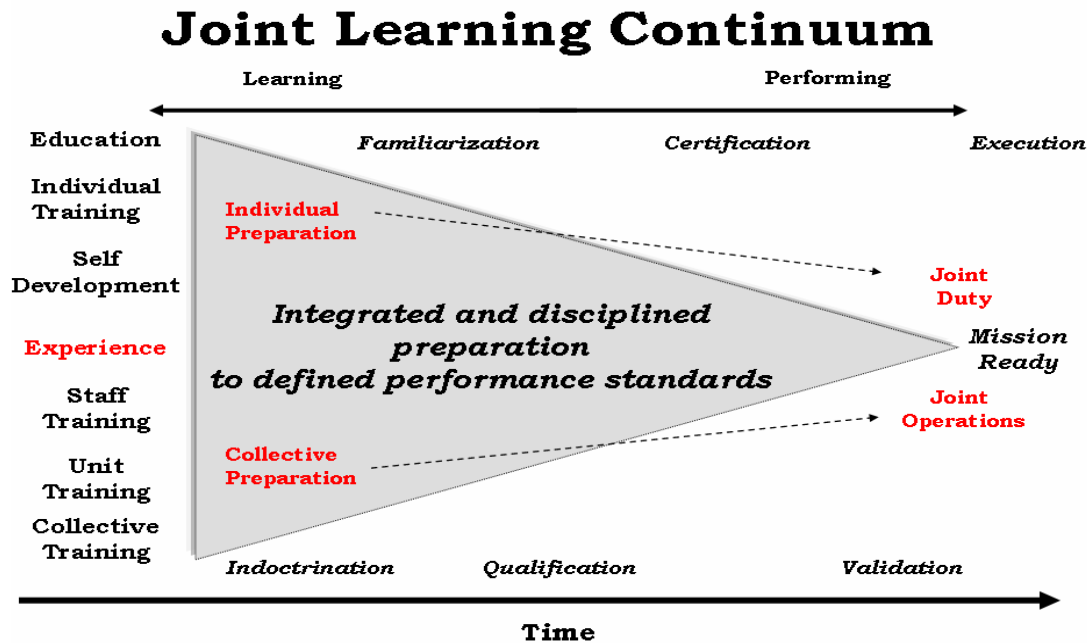 Joint Learning Continuum
Learning
Performing
Education
Familiarization
Certification
Execution
Individual
Training
Individual
Preparation
Self
Development
Joint
Duty
Integrated and disciplined
preparation
to defined performance standards
Experience
Mission
Ready
Staff
Training
Joint
Operations
Unit
Training
Collective
Preparation
Collective
Training
Indoctrination
Qualification
Validation
Time